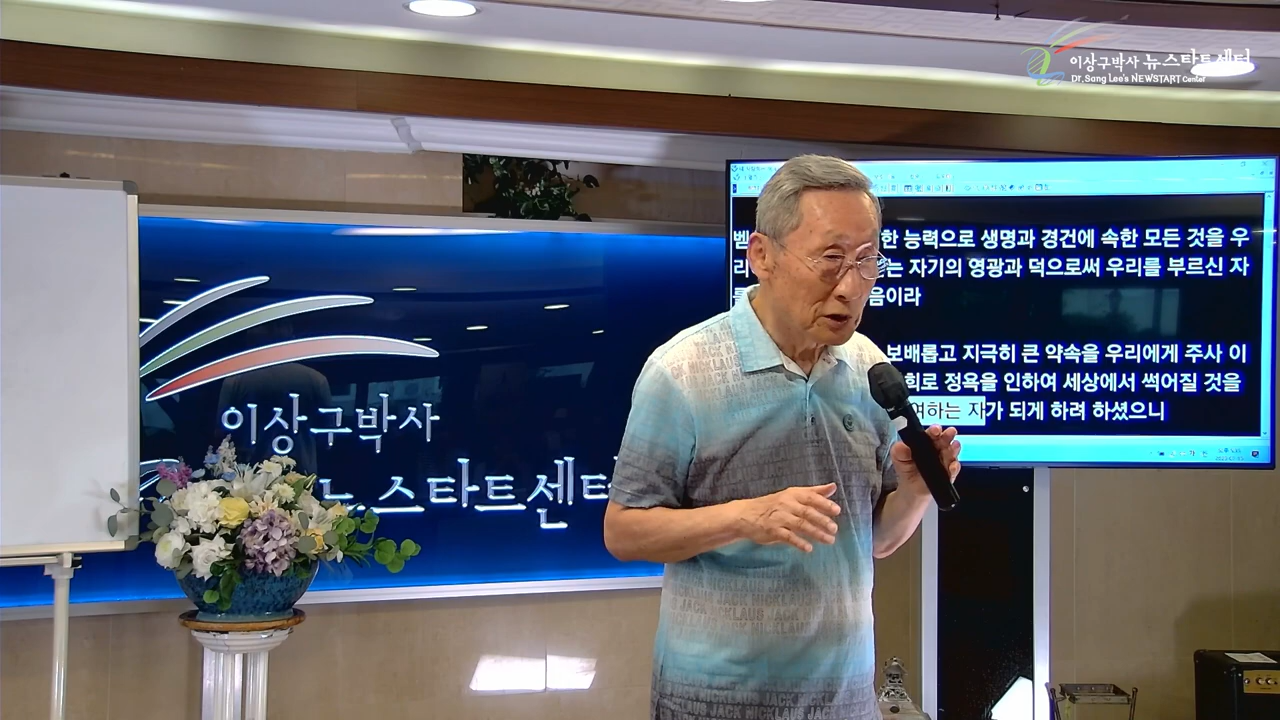 이상구박사 뉴스타트센터
Dr. Sang Lee's NEWSTART Center
한 능력으로 생명과 경건에 속한 모든 것을 우
리 는 자기의 영광과 덕으로써 우리를 부르신 자
음이라
보배롭고 지극히 큰 약속을 우리에게 주사 이
희로 정욕을 인하여 세상에서 썩어질 것을
여하는 자가 되게 하려 하셨으니
이상구박사
뉴스타트센터
JACK NICKLAUS JACK